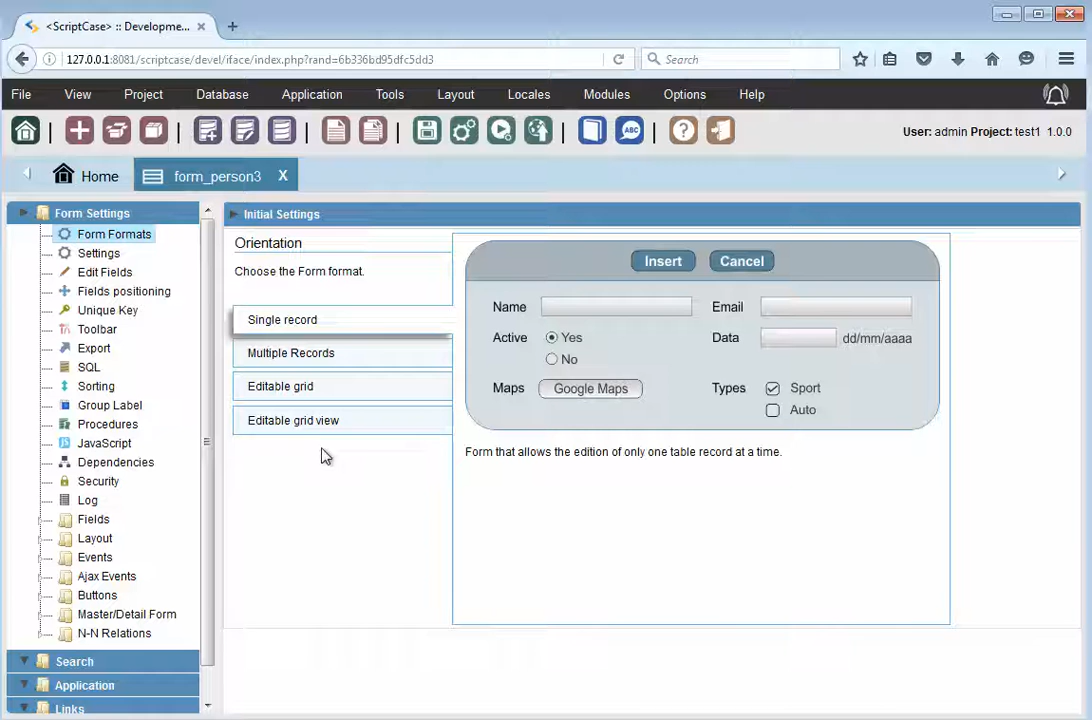 <ScriptCase> :: Developme...
127.0.0.1:8081/scriptcase/devel/iface/index.php?rand=6b336bd95dfc5dd3
Search
File View Project Database Application Tools Layout Locales Modules Options Help
ABC
User: admin Project: test1 1.0.0
Home
form_person3 X
Form Settings
Form Formats
Settings
Edit Fields
Fields positioning
Unique Key
Toolbar
Export
SQL
Sorting
Group Label
Procedures
JavaScript
Dependencies
Security
Log
Fields
Layout
Events
Ajax Events
Buttons
Master/Detail Form
N-N Relations
Search
Application
Links
Initial Settings
Orientation
Choose the Form format.
Single record
Multiple Records
Editable grid
Editable grid view
Insert Cancel
Name Email
Active Yes Data dd/mm/aaaa
No
Maps Google Maps Types Sport
Auto
Form that allows the edition of only one table record at a time.